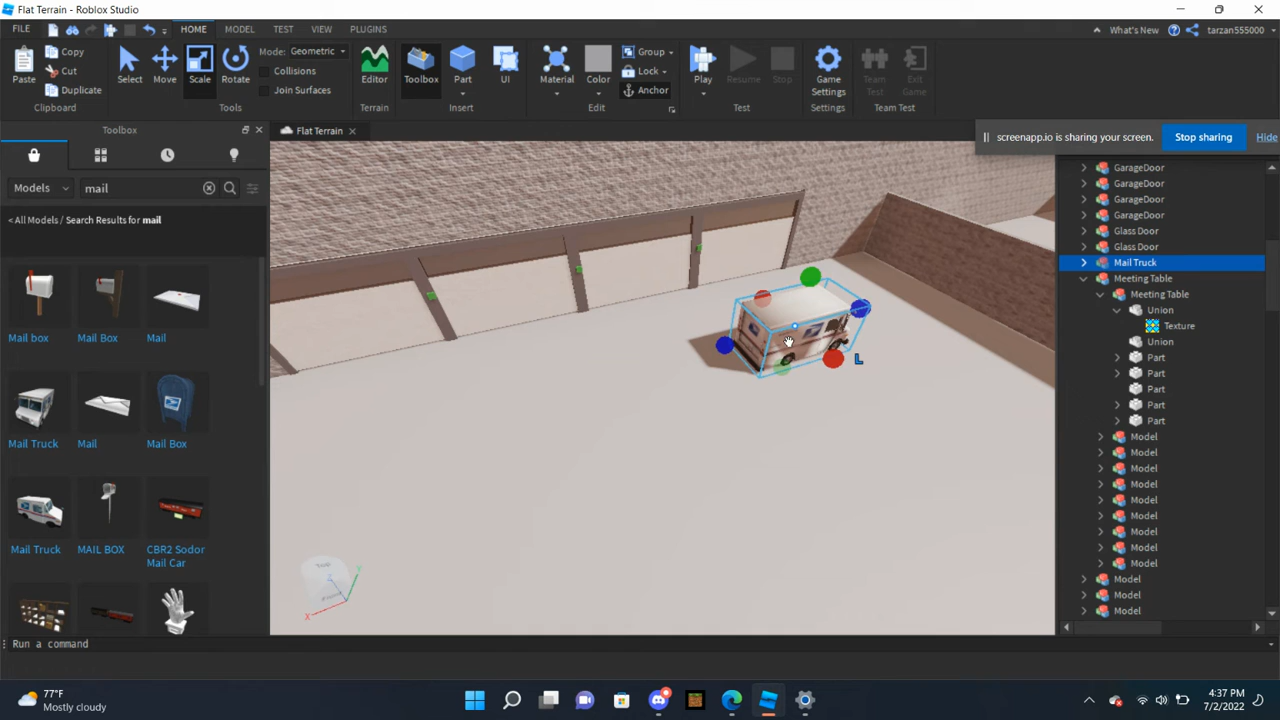 Flat Terrain - Roblox Studio
FILE HOME MODEL TEST VIEW PLUGINS What's New tarzan555000
Paste Copy Cut Duplicate Clipboard
Select Move Scale Rotate Mode: Geometric Collisions Join Surfaces Tools
Editor Terrain
Toolbox Part UI Insert
Material Color Group Lock Anchor Edit
Play Resume Stop Test
Game Settings Settings
Team Test Exit Game Team Test
Toolbox
Flat Terrain
screenapp.io is sharing your screen. Stop sharing Hide
Models mail
< All Models / Search Results for mail
Mail box Mail Box Mail
Mail Truck Mail Mail Box
Mail Truck MAIL BOX CBR2 Sodor Mail Car
GarageDoor
GarageDoor
GarageDoor
GarageDoor
Glass Door
Glass Door
Mail Truck
Meeting Table
Meeting Table
Union
Texture
Union
Part
Part
Part
Part
Part
Model
Model
Model
Model
Model
Model
Model
Model
Model
Model
Model
Model
L
Top
Front
X
Y
Z
Run a command
77°F
Mostly cloudy
4:37 PM
7/2/2022